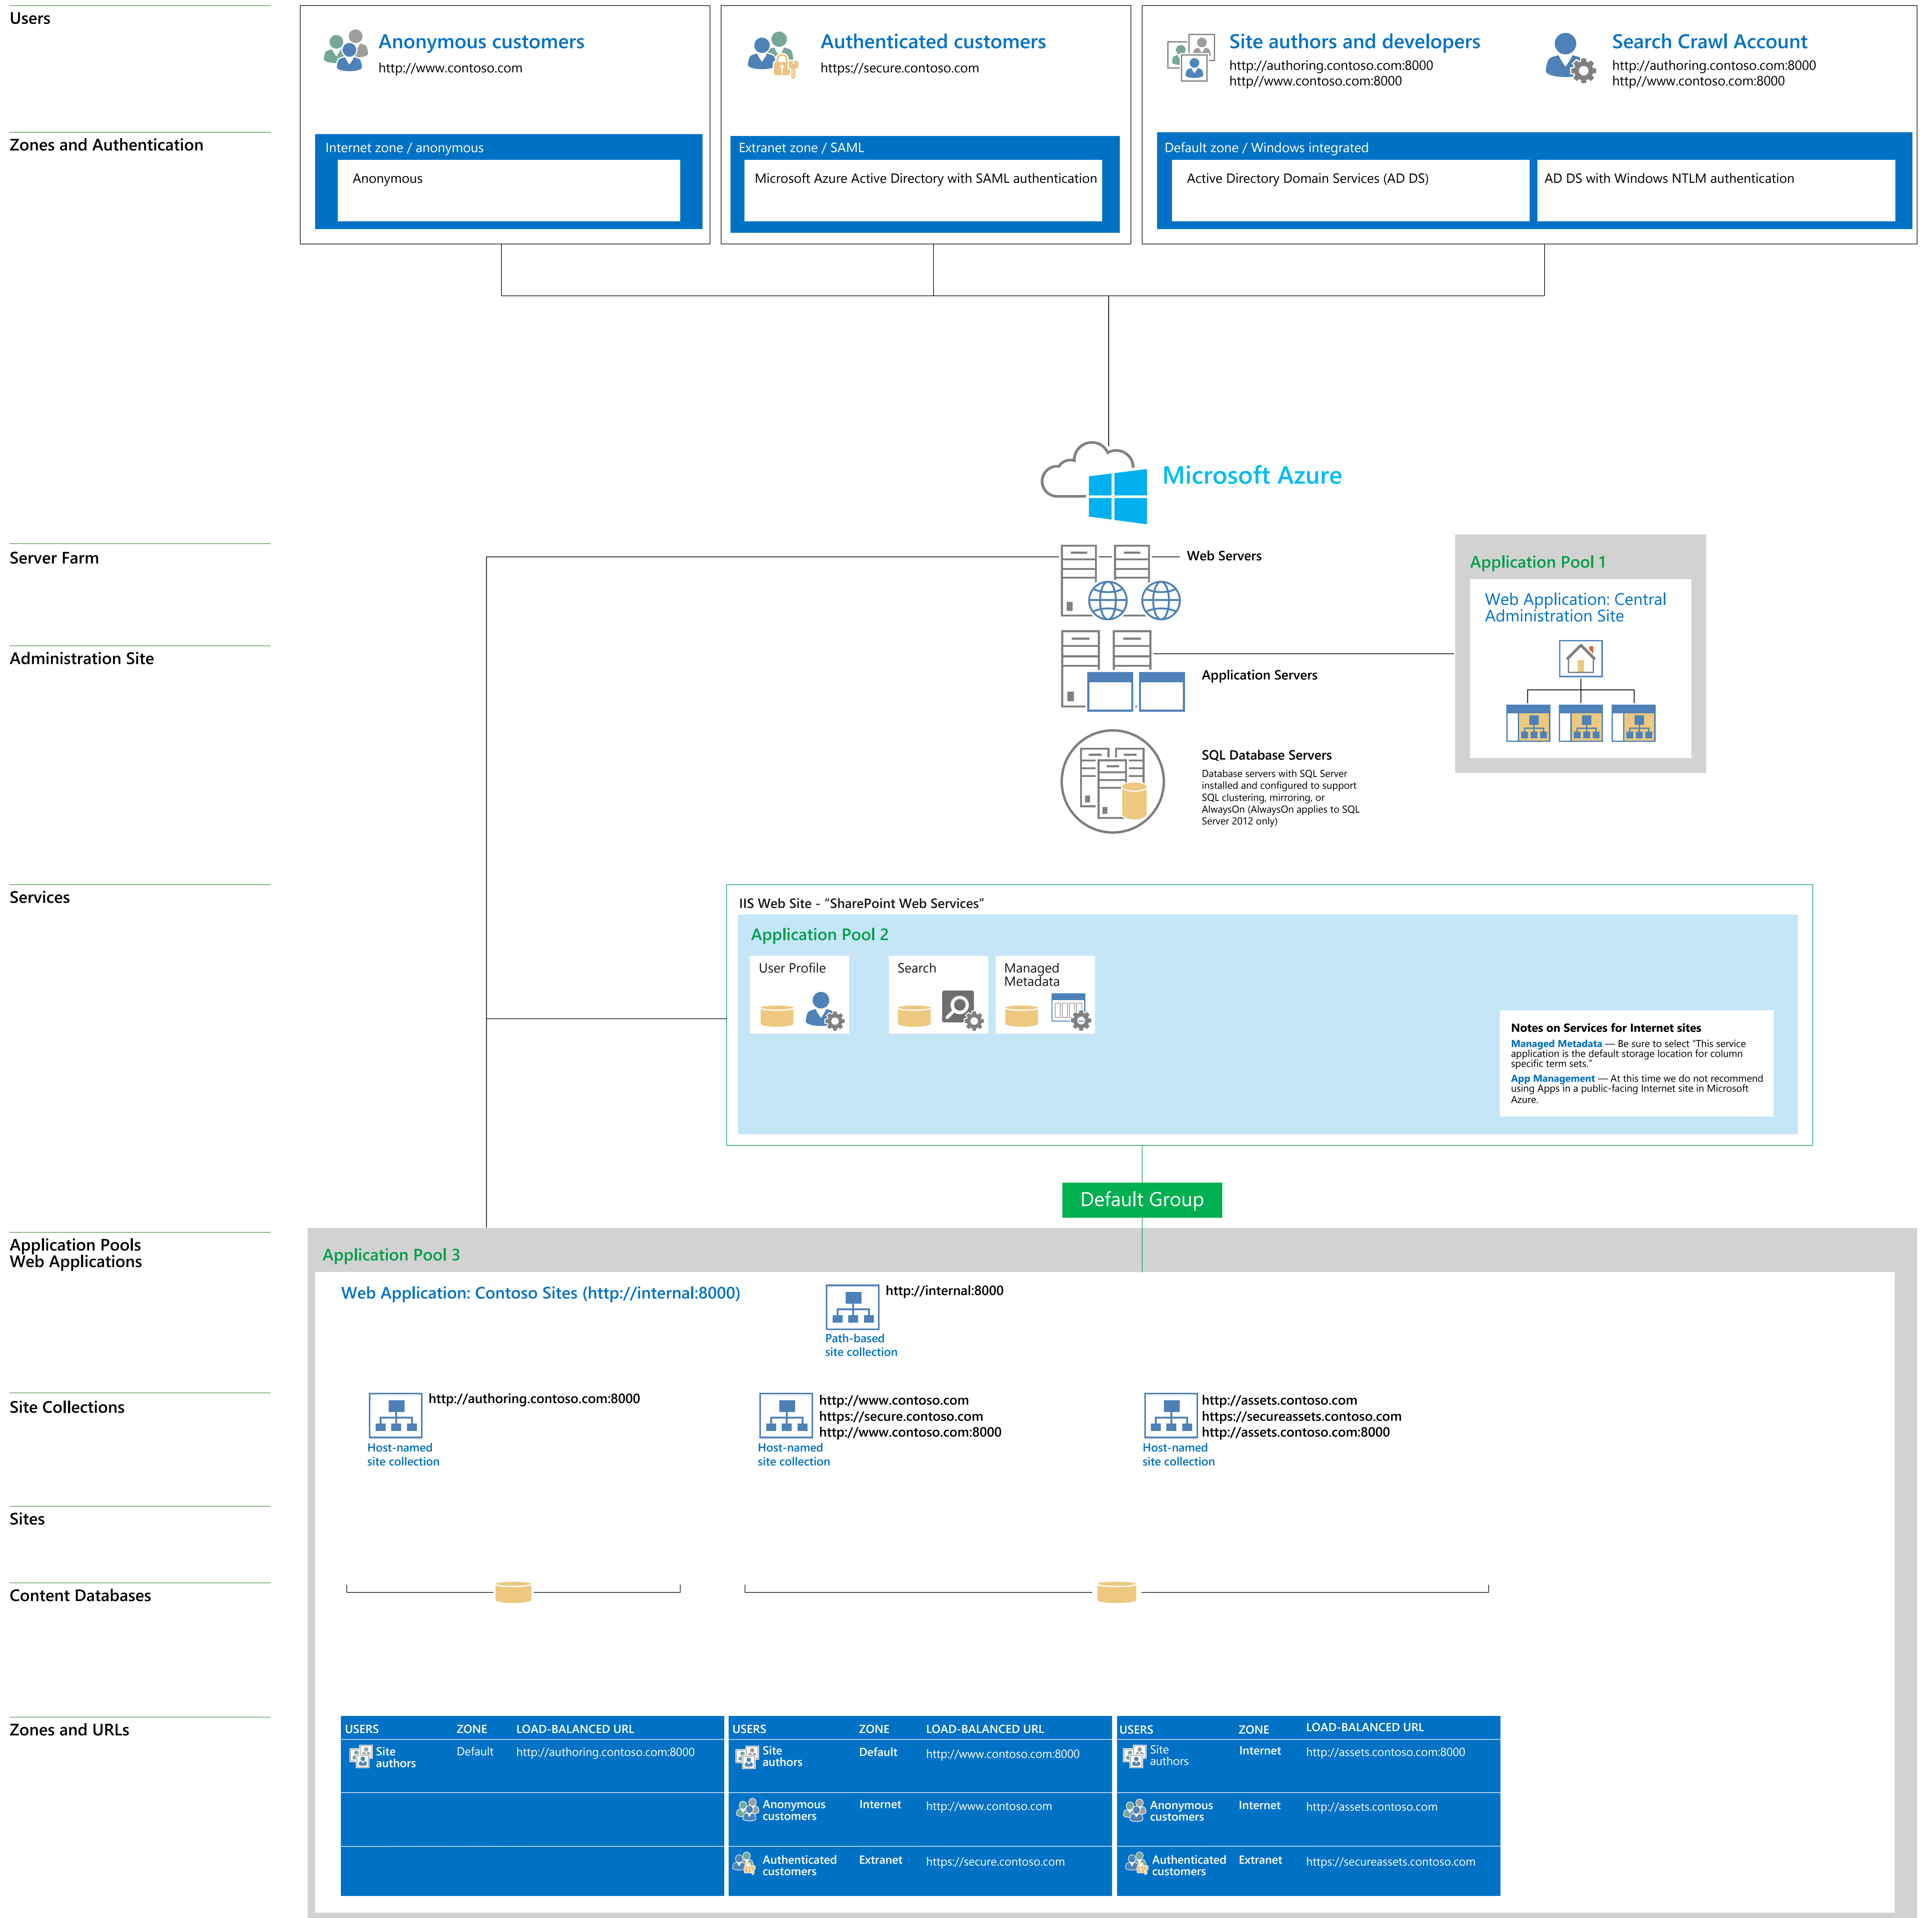 Users
Anonymous customers
http://www.contoso.com
Authenticated customers
https://secure.contoso.com
Site authors and developers
http://authoring.contoso.com:8000
http//www.contoso.com:8000
Search Crawl Account
http://authoring.contoso.com:8000
http//www.contoso.com:8000
Zones and Authentication
Internet zone / anonymous
Anonymous
Extranet zone / SAML
Microsoft Azure Active Directory with SAML authentication
Default zone / Windows integrated
Active Directory Domain Services (AD DS)
AD DS with Windows NTLM authentication
Microsoft Azure
Server Farm
Web Servers
Application Pool 1
Web Application: Central
Administration Site
Administration Site
Application Servers
SQL Database Servers
Database servers with SQL Server
installed and configured to support
SQL clustering, mirroring, or
AlwaysOn (AlwaysOn applies to SQL
Server 2012 only)
Services
IIS Web Site - “SharePoint Web Services”
Application Pool 2
User Profile
Search
Managed
Metadata
Notes on Services for Internet sites
Managed Metadata — Be sure to select “This service
application is the default storage location for column
specific term sets.”
App Management — At this time we do not recommend
using Apps in a public-facing Internet site in Microsoft
Azure.
Default Group
Application Pools
Web Applications
Application Pool 3
Web Application: Contoso Sites (http://internal:8000)
http://internal:8000
Path-based
site collection
Site Collections
http://authoring.contoso.com:8000
Host-named
site collection
http://www.contoso.com
https://secure.contoso.com
http://www.contoso.com:8000
Host-named
site collection
http://assets.contoso.com
https://secureassets.contoso.com
http://assets.contoso.com:8000
Host-named
site collection
Sites
Content Databases
Zones and URLs
USERS ZONE LOAD-BALANCED URL
Site
authors
Default
http://authoring.contoso.com:8000
USERS ZONE LOAD-BALANCED URL
Site
authors
Default
http://www.contoso.com:8000
Anonymous
customers
Internet
http://www.contoso.com
Authenticated
customers
Extranet
https://secure.contoso.com
USERS ZONE LOAD-BALANCED URL
Site
authors
Internet
http://assets.contoso.com:8000
Anonymous
customers
Internet
http://assets.contoso.com
Authenticated
customers
Extranet
https://secureassets.contoso.com